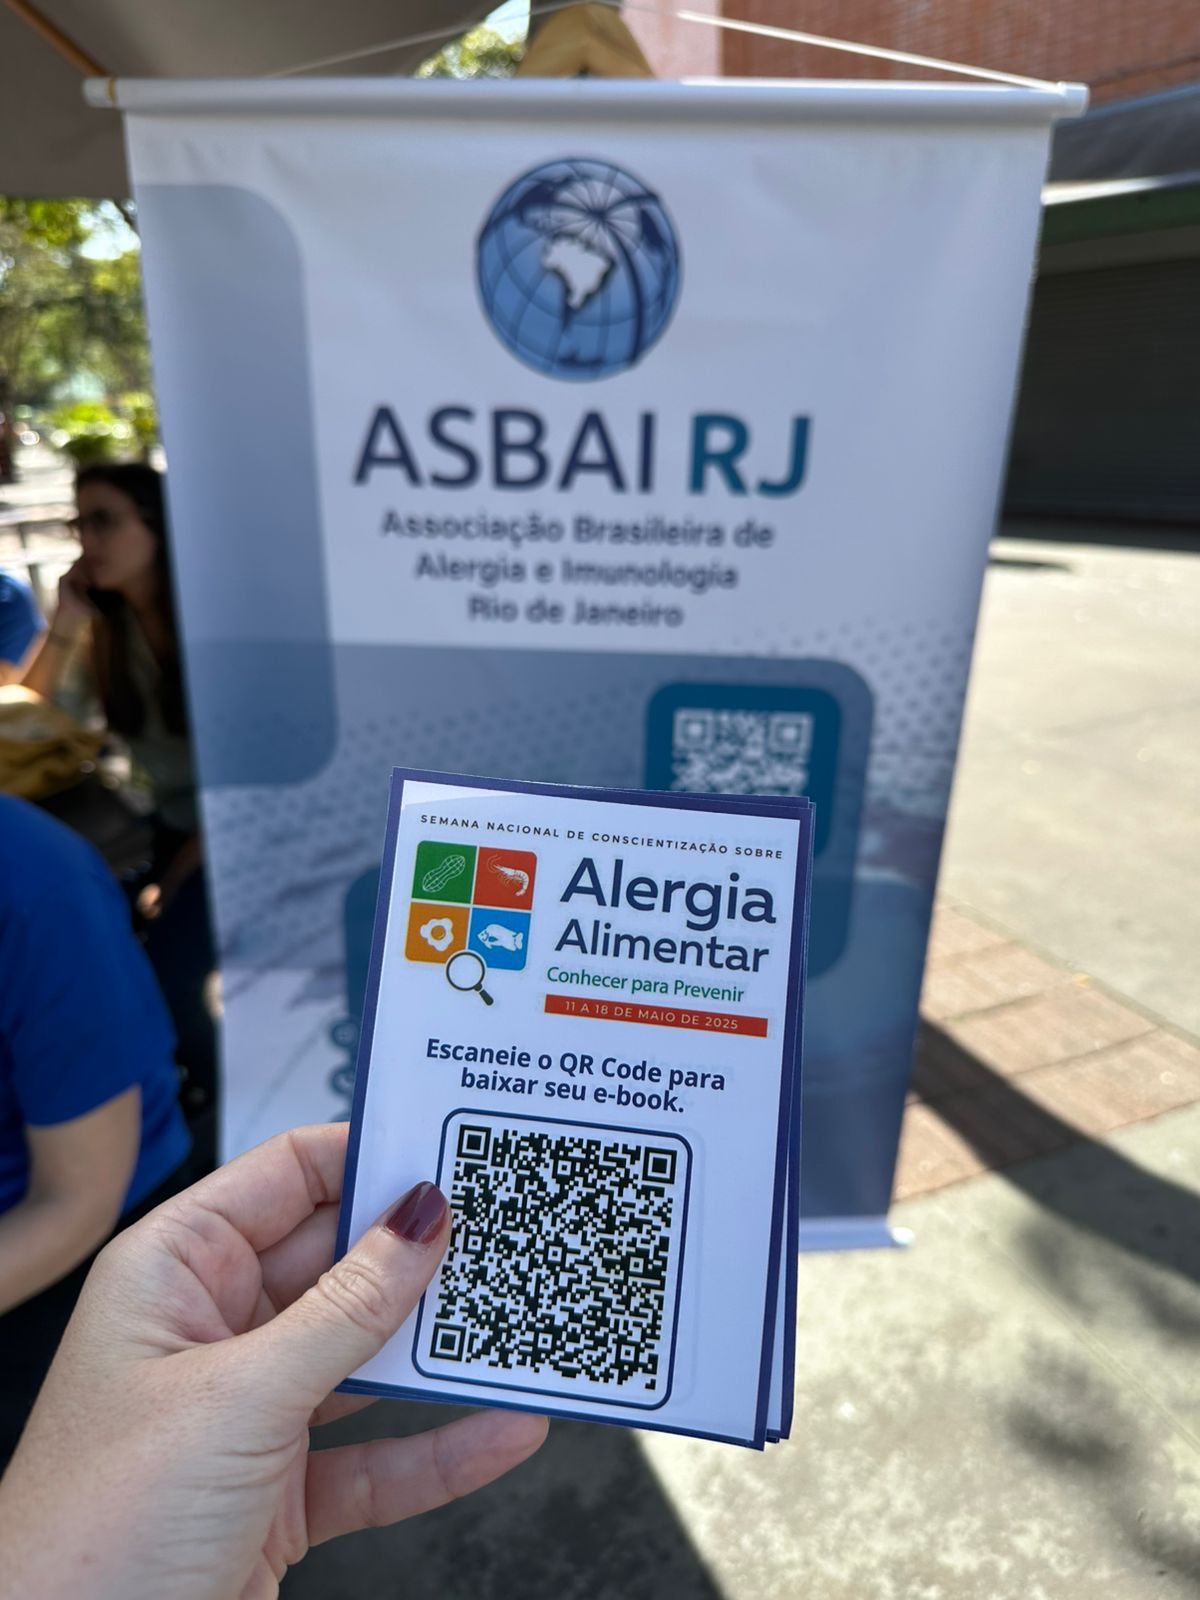 ASBAI RJ
Associação Brasileira de
Alergia e Imunologia
Rio de Janeiro
SEMANA NACIONAL DE CONSCIENTIZAÇÃO SOBRE
Alergia
Alimentar
Conhecer para Prevenir
11 A 18 DE MAIO DE 2025
Escaneie o QR Code para
baixar seu e-book.